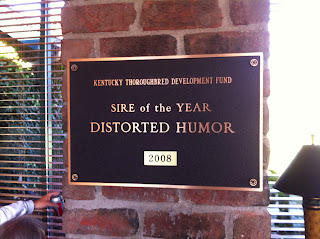 KENTUCKY THOROUGHBRED DEVELOPMENT FUND
SIRE of the YEAR
DISTORTED HUMOR
2008